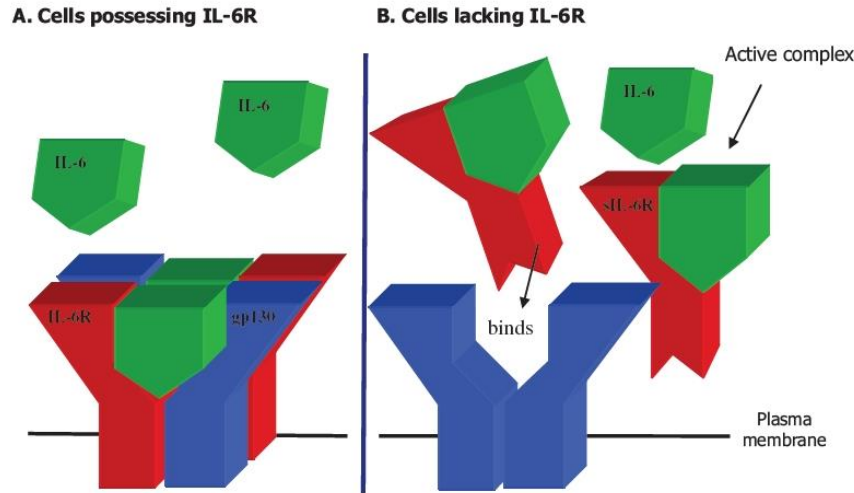 A. Cells possessing IL-6R
B. Cells lacking IL-6R
Active complex
IL-6
IL-6
IL-6
sIL-6R
IL-6R
gp130
binds
Plasma
membrane